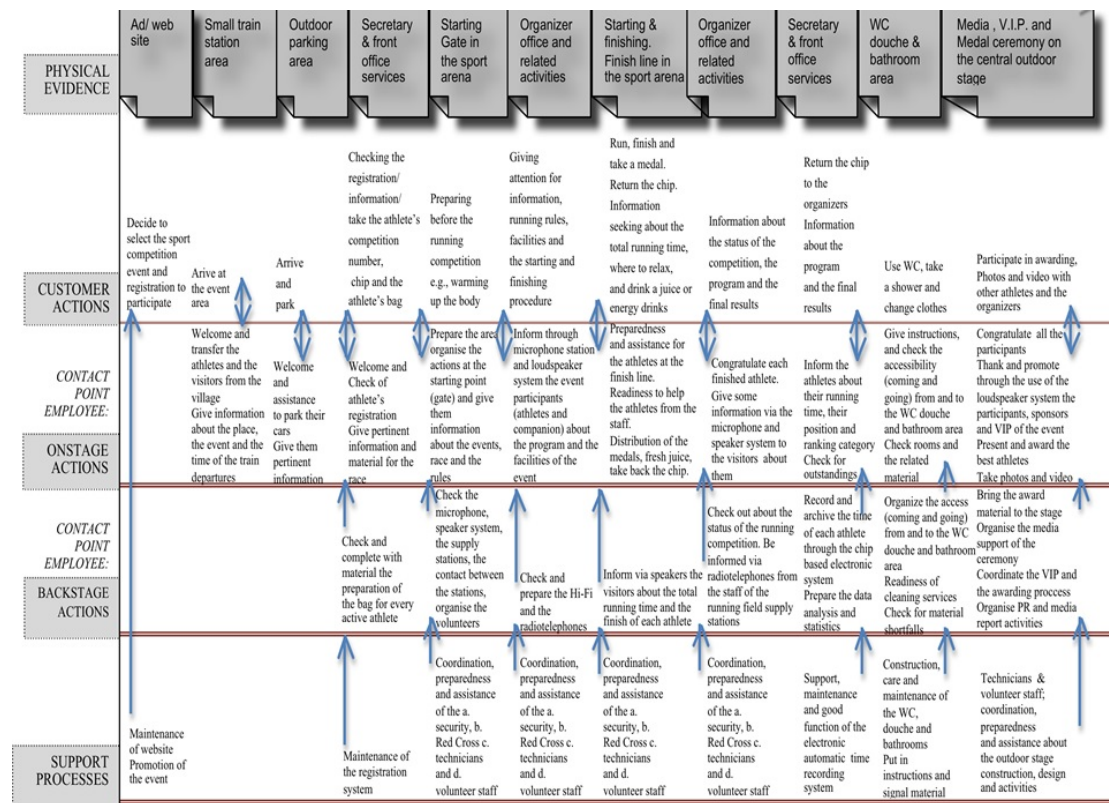 PHYSICAL
EVIDENCE
Ad/ web
site
Small train
station
area
Outdoor
parking
area
Secretary
& front
office
services
Starting
Gate in
the sport
arena
Organizer
office and
related
activities
Starting &
finishing.
Finish line in
the sport arena
Organizer
office and
related
activities
Secretary
& front
office
services
WC
douche &
bathroom
area
Media , V.I.P. and
Medal ceremony on
the central outdoor
stage
CUSTOMER
ACTIONS
Decide to
select the sport
competition
event and
registration to
participate
Arive at
the event
area
Arrive
and
park
Checking the
registration/
information/
take the athlete's
competition
number,
chip and the
athlete's bag
Preparing
before the
running
competition
e.g., warming
up the body
Giving
attention for
information,
running rules,
facilities and
the starting and
finishing
procedure
Run, finish and
take a medal.
Return the chip.
Information
seeking about the
total running time,
where to relax,
and drink a juice or
energy drinks
Information about
the status of the
competition, the
program and the
final results
Return the chip
to the
organizers
Information
about the
program
and the final
results
Use WC, take
a shower and
change clothes
Participate in awarding,
Photos and video with
other athletes and the
organizers
CONTACT
POINT
EMPLOYEE:
ONSTAGE
ACTIONS
Welcome and
transfer the
athletes and the
visitors from the
village
Give information
about the place,
the event and the
time of the train
departures
Welcome
and
assistance
to park their
cars
Give them
pertinent
information
Welcome and
Check of
athlete's
registration
Give pertinent
information and
material for the
race
Prepare the area
organise the
actions at the
starting point
(gate) and give
them
information
about the events,
race and the
rules
Inform through
microphone station
and loudspeaker
system the event
participants
(athletes and
companion) about
the program and the
facilities of the
event
Preparedness
and assistance for
the athletes at the
finish line.
Readiness to help
the athletes from the
staff.
Distribution of the
medals, fresh juice,
take back the chip.
Congratulate each
finished athlete.
Give some
information via the
microphone and
speaker system to
the visitors about
them
Inform the
athletes about
their running
time, their
position and
ranking category
Check for
outstandings
Give instructions,
and check the
accessibility
(coming and
going) from and to
the WC douche
and bathroom area
Check rooms and
the related
material
Congratulate all the
participants
Thank and promote
through the use of the
loudspeaker system the
participants, sponsors
and VIP of the event
Present and award the
best athletes
Take photos and video
CONTACT
POINT
EMPLOYEE:
BACKSTAGE
ACTIONS
Check and
complete with
material the
preparation of
the bag for every
active athlete
Check the
microphone,
speaker system,
the supply
stations, the
contact between
the stations,
organise the
volunteers
Check and
prepare the Hi-Fi
and the
radiotelephones
Inform via speakers the
visitors about the total
running time and the
finish of each athlete
Check out about the
status of the running
competition. Be
informed via
radiotelephones from
the staff of the
running field supply
stations
Record and
archive the time
of each athlete
through the chip
based electronic
system
Prepare the data
analysis and
statistics
Organize the access
(coming and going)
from and to the WC
douche and bathroom
area
Readiness of
cleaning services
Check for material
shortfalls
Bring the award
material to the stage
Organise the media
support of the
ceremony
Coordinate the VIP and
the awarding proccess
Organise PR and media
report activities
SUPPORT
PROCESSES
Maintenance
of website
Promotion of
the event
Maintenance of
the registration
system
Coordination,
preparedness
and assistance
of the a.
security, b.
Red Cross c.
technicians
and d.
volunteer staff
Coordination,
preparedness
and assistance
of the a.
security, b.
Red Cross c.
technicians
and d.
volunteer staff
Coordination,
preparedness
and assistance
of the a.
security, b.
Red Cross c.
technicians
and d.
volunteer staff
Coordination,
preparedness
and assistance
of the a.
security, b.
Red Cross c.
technicians
and d.
volunteer staff
Support,
maintenance
and good
function of the
electronic
automatic time
recording
system
Construction,
care and
maintenance of
the WC,
douche and
bathrooms
Put in
instructions and
signal material
Technicians &
volunteer staff;
coordination,
preparedness
and assistance about
the outdoor stage
construction, design
and activities